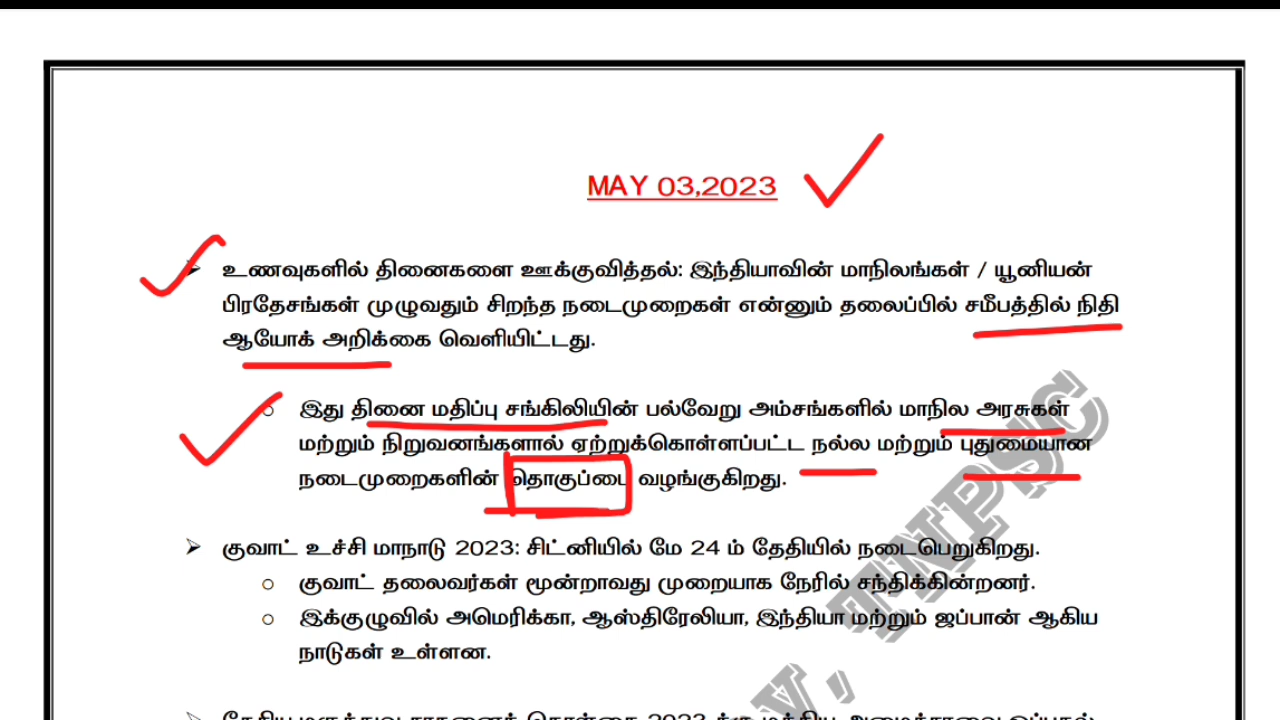 MAY 03,2023
➢ உணவுகளில் தினைகளை ஊக்குவித்தல்: இந்தியாவின் மாநிலங்கள் / யூனியன்
பிரதேசங்கள் முழுவதும் சிறந்த நடைமுறைகள் என்னும் தலைப்பில் சமீபத்தில் நிதி
ஆயோக் அறிக்கை வெளியிட்டது.
o இது தினை மதிப்பு சங்கிலியின் பல்வேறு அம்சங்களில் மாநில அரசுகள்
மற்றும் நிறுவனங்களால் ஏற்றுக்கொள்ளப்பட்ட நல்ல மற்றும் புதுமையான
நடைமுறைகளின் தொகுப்பை வழங்குகிறது.
➢ குவாட் உச்சி மாநாடு 2023: சிட்னியில் மே 24 ம் தேதியில் நடைபெறுகிறது.
o குவாட் தலைவர்கள் மூன்றாவது முறையாக நேரில் சந்திக்கின்றனர்.
o இக்குழுவில் அமெரிக்கா, ஆஸ்திரேலியா, இந்தியா மற்றும் ஜப்பான் ஆகிய
நாடுகள் உள்ளன.
V. TNPSC